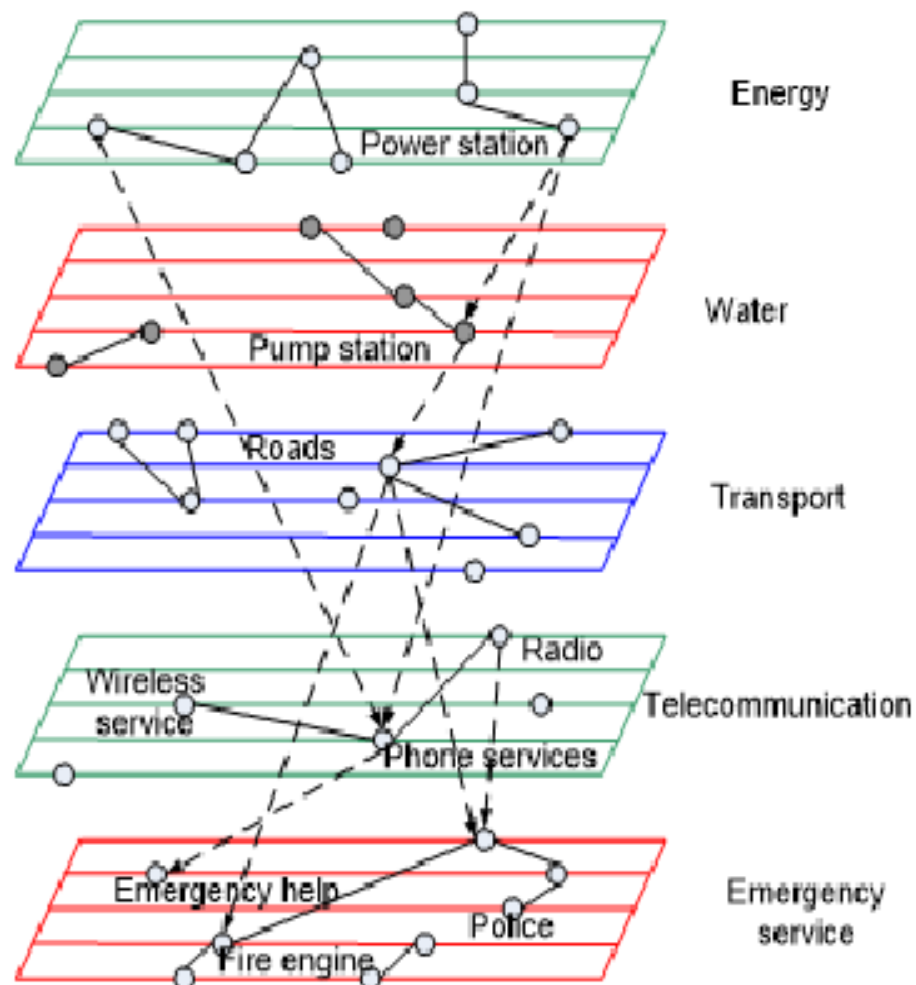 Energy
Power station
Water
Pump station
Roads
Transport
Radio
Wireless
service
Telecommunication
Phone services
Emergency help
Police
Emergency
service
Fire engine